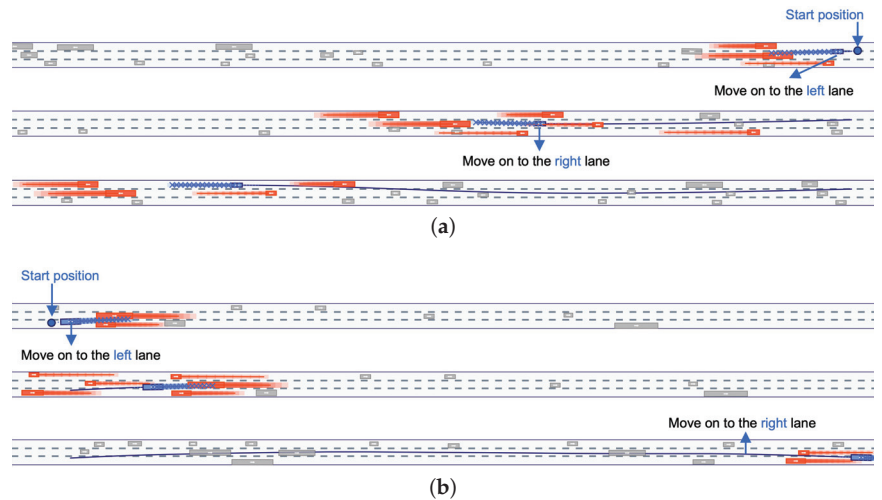 Start position
Move on to the left lane
Move on to the right lane
(a)
Start position
Move on to the left lane
Move on to the right lane
(b)